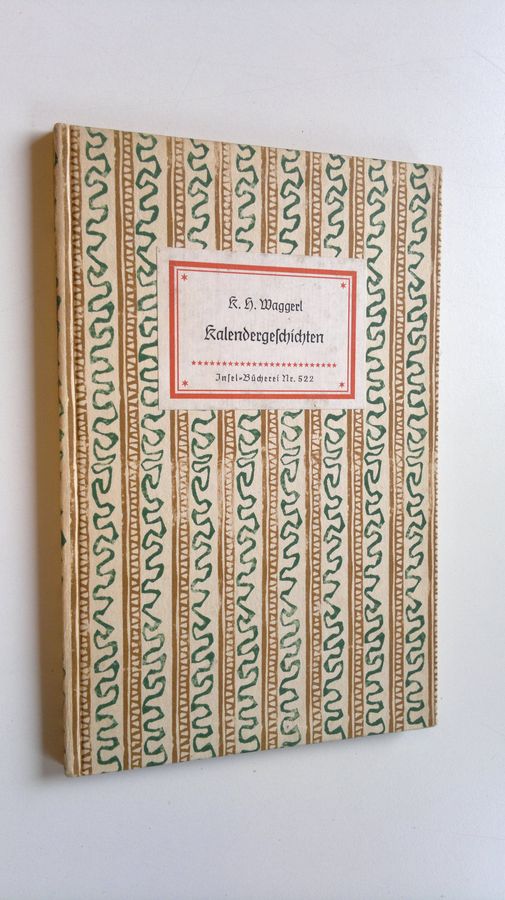 K. H. Waggerl
Kalendergeschichten
Insel-Bücherei Nr. 522